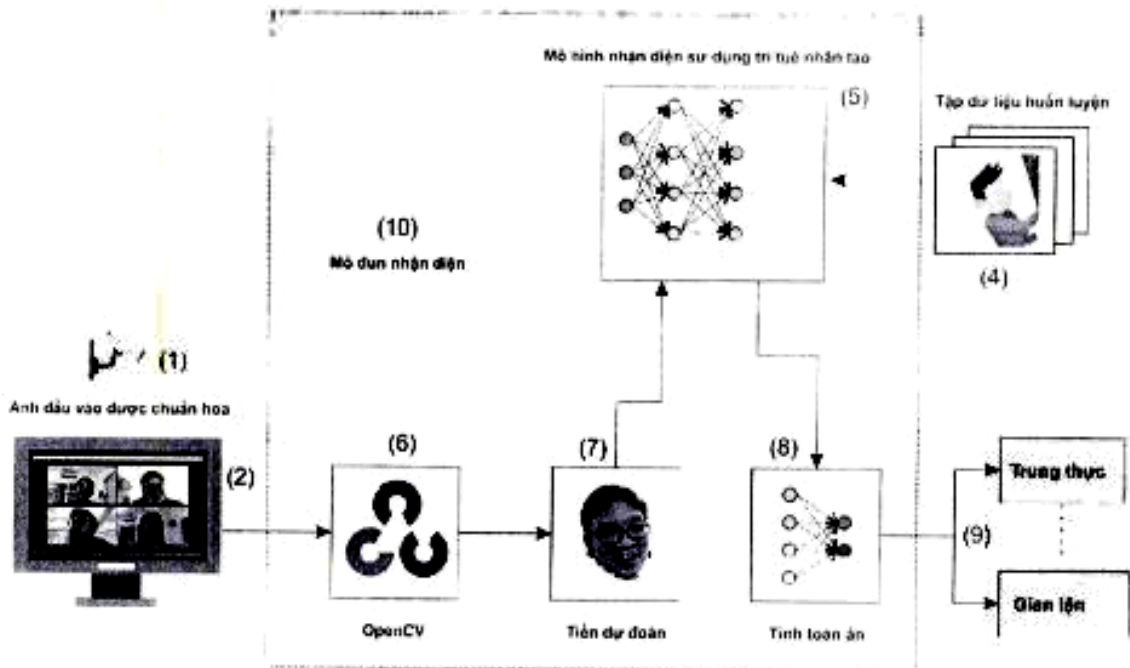 Mô hình nhận diện sử dụng trí tuệ nhân tạo
(5)
Tập dữ liệu huấn luyện
(4)
(10)
Mô đun nhận diện
(1)
Ảnh đầu vào được chuẩn hóa
(2)
(6)
OpenCV
(7)
Tiền dự đoán
(8)
Tính toán ẩn
(9)
Trung thực
Gian lận